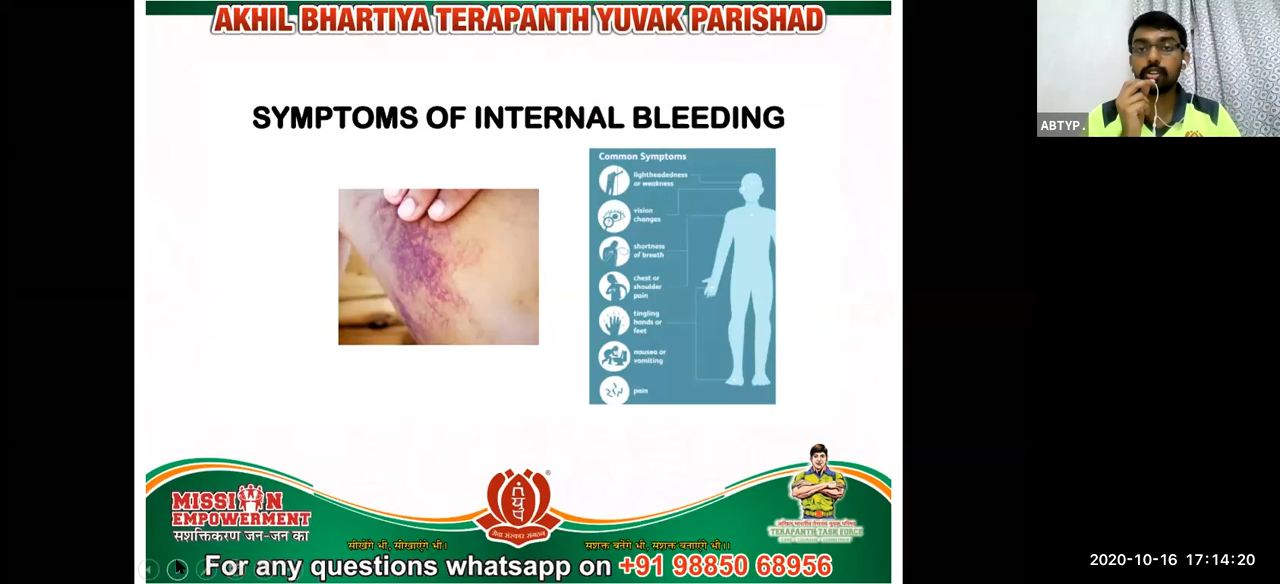 AKHIL BHARTIYA TERAPANTH YUVAK PARISHAD
SYMPTOMS OF INTERNAL BLEEDING
Common Symptoms
lightheadedness
or weakness
vision
changes
shortness
of breath
chest or
shoulder
pain
tingling
hands or
feet
nausea or
vomiting
pain
ABTYP .
MISSION
EMPOWERMENT
सशक्तिकरण जन-जन का
सीखेंगे भी, सीखाएंगे भी।
सशक्त बनेंगे भी, सशक्त बनाएंगे भी।।
सेवा संस्कार संगठन
®
TERAPANTH TASK FORCE
For any questions whatsapp on +91 98850 68956
2020-10-16 17:14:20